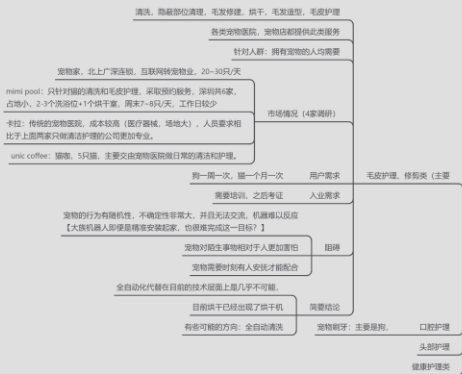 清洗、隐蔽部位清理，毛发修建，烘干，毛发造型，毛皮护理
各类宠物医院，宠物店都提供此类服务
针对人群：拥有宠物的人均需要
宠物家，北上广深连锁，互联网转宠物业，20~30只/天
mimi pool：只针对猫的清洗和毛皮护理，采取预约服务，深圳共6家，
占地小，2-3个洗浴位+1个烘干室，周末7~8只/天，工作日较少
市场情况（4家调研）
卡拉：传统的宠物医院，成本较高（医疗器械，场地大），人员要求相
比于上面两家只做清洁护理的公司更加专业。
unic coffee：猫咖，5只猫，主要交由宠物医院做日常的清洁和护理。
狗一周一次，猫一个月一次
用户需求
毛皮护理、修剪类（主要
需要培训，之后考证
入业需求
宠物的行为有随机性，不确定性非常大，并且无法交流，机器难以反应
【大族机器人即便是精准安装起家，也很难完成这一目标？】
宠物对陌生事物相对于人更加害怕
阻碍
宠物需要时刻有人安抚才能配合
全自动化代替在目前的技术层面上是几乎不可能，
目前烘干已经出现了烘干机
简要结论
有些可能的方向：全自动清洗
宠物刷牙：主要是狗、
口腔护理
头部护理
健康护理类